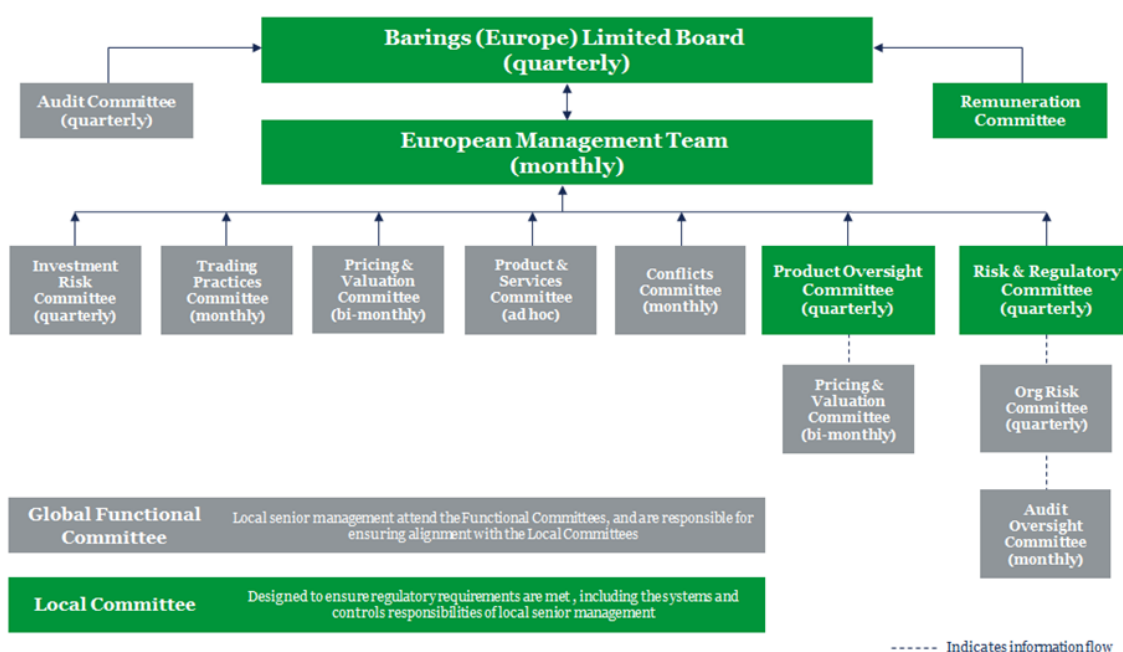 Barings (Europe) Limited Board
(quarterly)
Audit Committee
(quarterly)
Remuneration
Committee
European Management Team
(monthly)
Investment
Risk
Committee
(quarterly)
Trading
Practices
Committee
(monthly)
Pricing &
Valuation
Committee
(bi-monthly)
Product &
Services
Committee
(ad hoc)
Conflicts
Committee
(monthly)
Product Oversight
Committee
(quarterly)
Risk & Regulatory
Committee
(quarterly)
Pricing &
Valuation
Committee
(bi-monthly)
Org Risk
Committee
(quarterly)
Audit
Oversight
Committee
(monthly)
Global Functional
Committee
Local senior management attend the Functional Committees, and are responsible for
ensuring alignment with the Local Committees
Local Committee
Designed to ensure regulatory requirements are met , including the systems and
controls responsibilities of local senior management
Indicates information flow